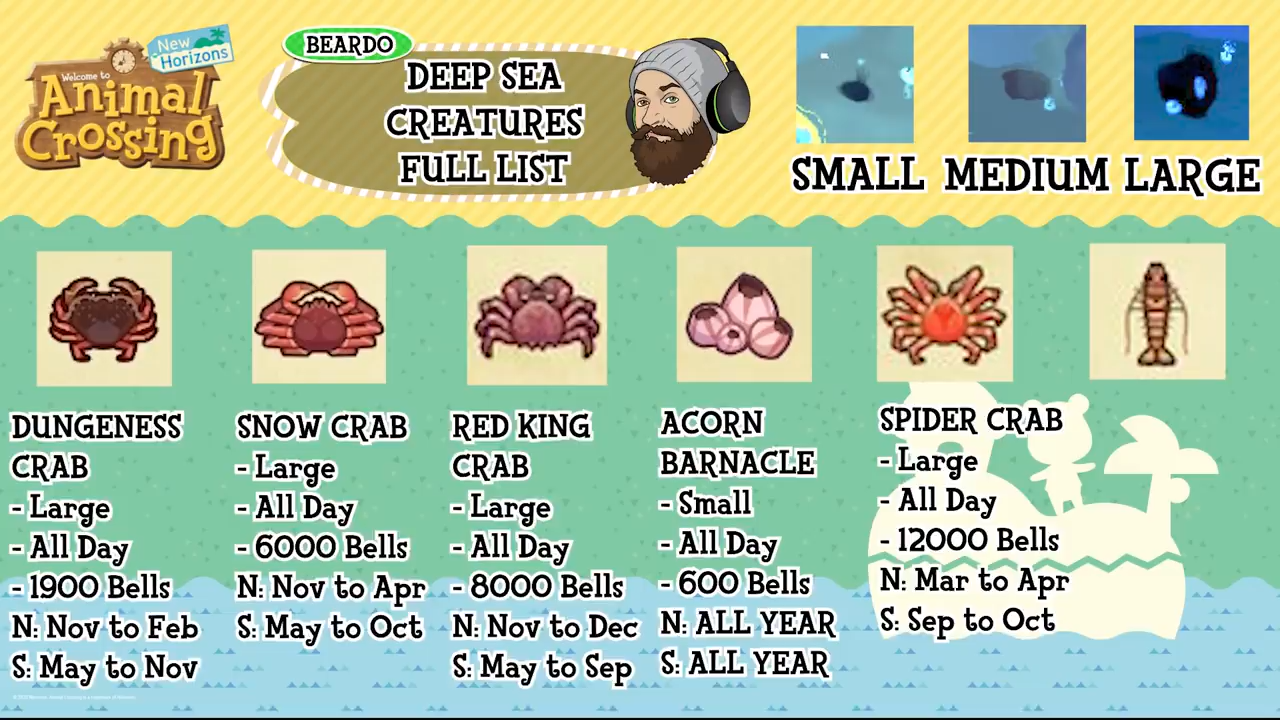 New
Horizons
Welcome to
Animal
Crossing
BEARDO
DEEP SEA
CREATURES
FULL LIST
SMALL
MEDIUM
LARGE
DUNGENESS
CRAB
- Large
- All Day
- 1900 Bells
N: Nov to Feb
S: May to Nov
SNOW CRAB
- Large
- All Day
- 6000 Bells
N: Nov to Apr
S: May to Oct
RED KING
CRAB
- Large
- All Day
- 8000 Bells
N: Nov to Dec
S: May to Sep
ACORN
BARNACLE
- Small
- All Day
- 600 Bells
N: ALL YEAR
S: ALL YEAR
SPIDER CRAB
- Large
- All Day
- 12000 Bells
N: Mar to Apr
S: Sep to Oct